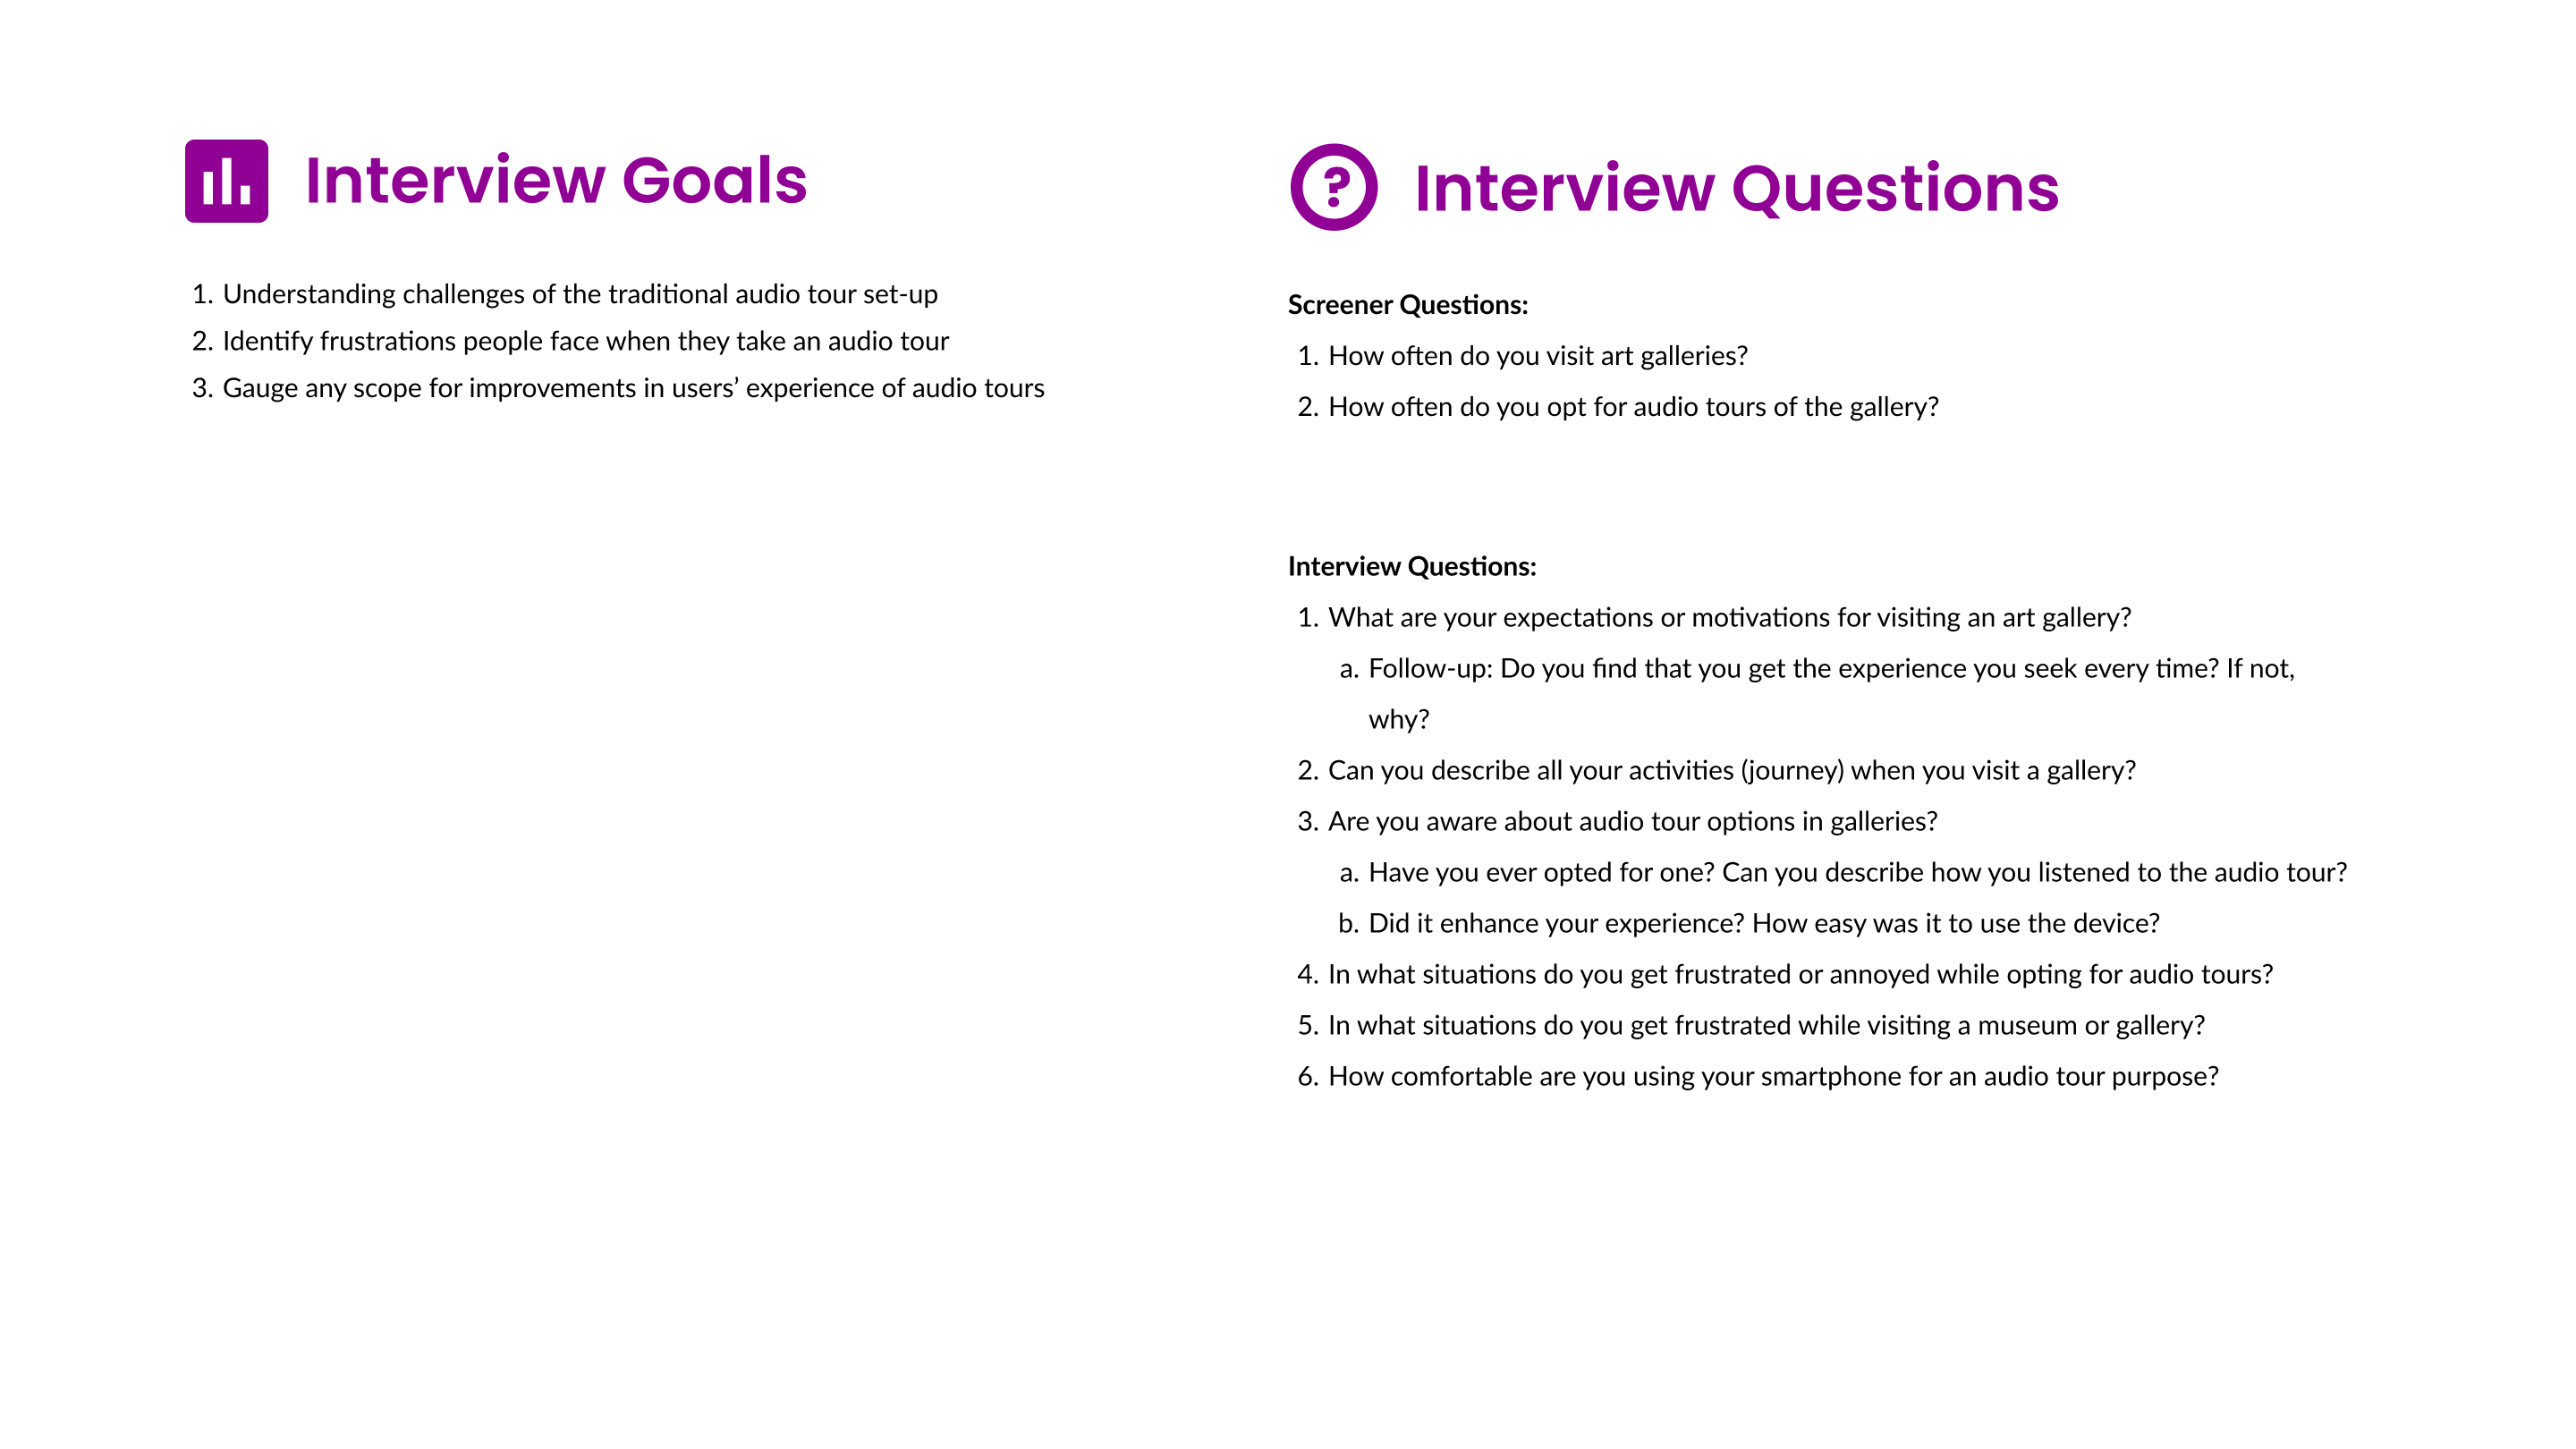 Interview Goals
1. Understanding challenges of the traditional audio tour set-up
2. Identify frustrations people face when they take an audio tour
3. Gauge any scope for improvements in users’ experience of audio tours
Interview Questions
Screener Questions:
1. How often do you visit art galleries?
2. How often do you opt for audio tours of the gallery?
Interview Questions:
1. What are your expectations or motivations for visiting an art gallery?
a. Follow-up: Do you find that you get the experience you seek every time? If not,
why?
2. Can you describe all your activities (journey) when you visit a gallery?
3. Are you aware about audio tour options in galleries?
a. Have you ever opted for one? Can you describe how you listened to the audio tour?
b. Did it enhance your experience? How easy was it to use the device?
4. In what situations do you get frustrated or annoyed while opting for audio tours?
5. In what situations do you get frustrated while visiting a museum or gallery?
6. How comfortable are you using your smartphone for an audio tour purpose?